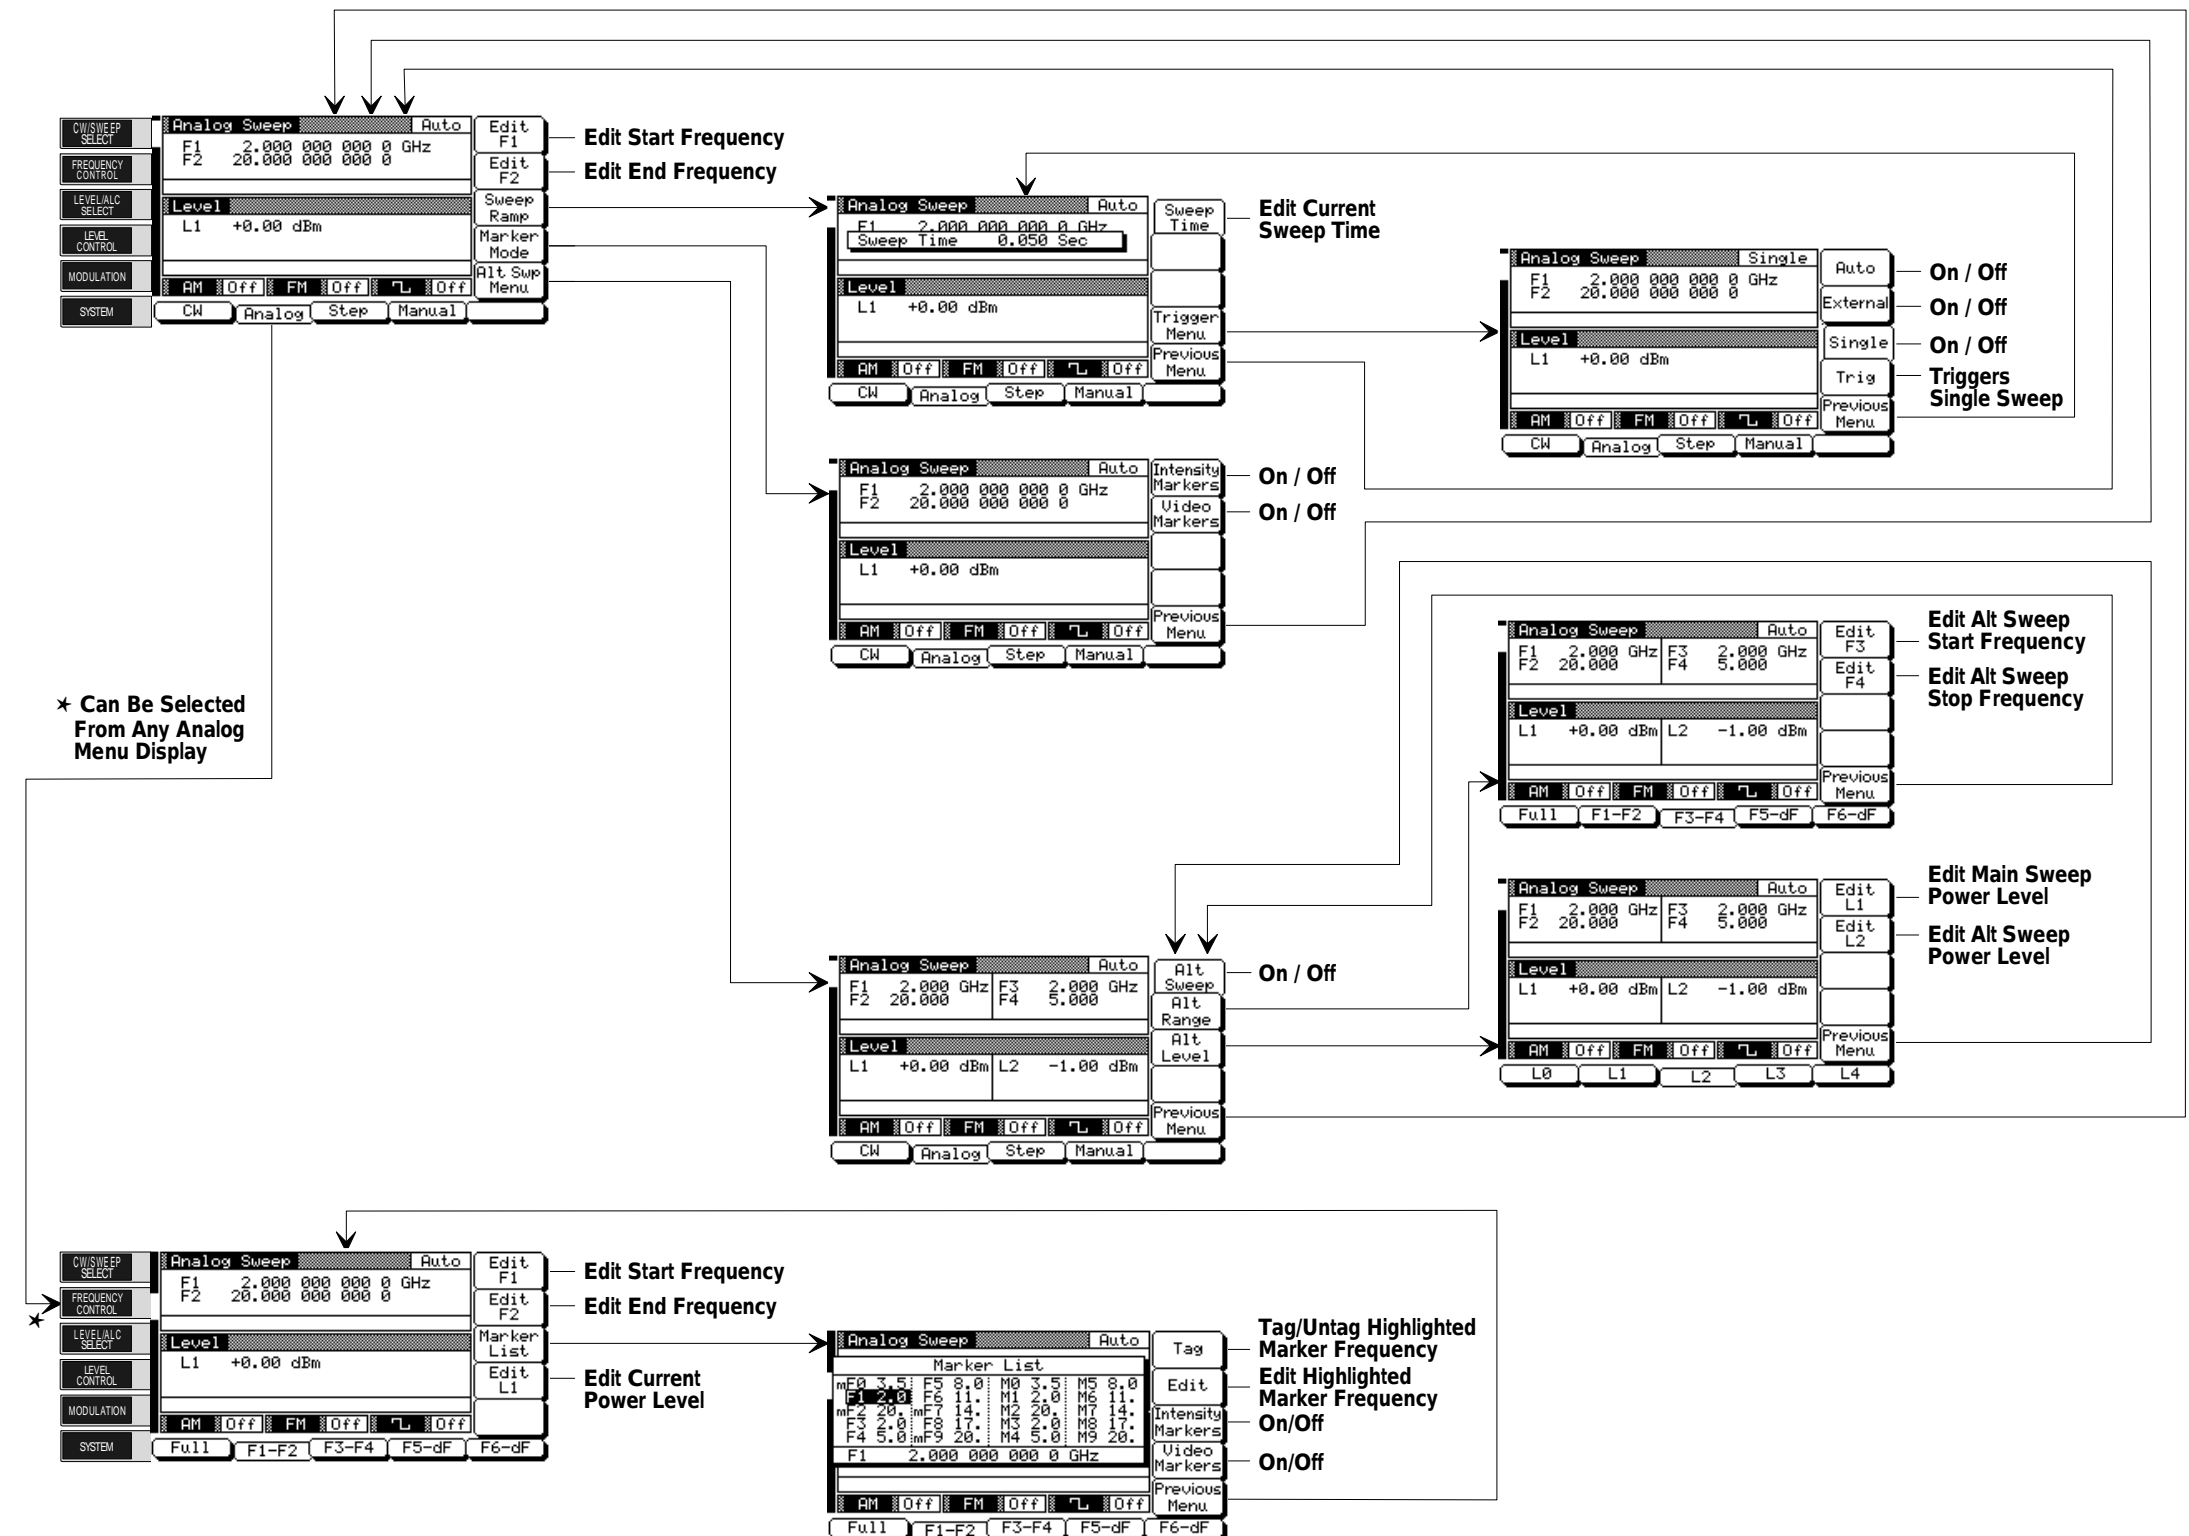 CW/SWEEP
SELECT
FREQUENCY
CONTROL
LEVEL/ALC
SELECT
LEVEL
CONTROL
MODULATION
SYSTEM
Analog Sweep Auto
F1 2.000 000 000 0 GHz
F2 20.000 000 000 0
Level
L1 +0.00 dBm
AM Off FM Off Off
CW Analog Step Manual
Edit
F1
Edit
F2
Sweep
Ramp
Marker
Mode
Alt Swp
Menu
Edit Start Frequency
Edit End Frequency
Analog Sweep Auto
F1 2.000 000 000 0 GHz
Sweep Time 0.050 Sec
Level
L1 +0.00 dBm
AM Off FM Off Off
CW Analog Step Manual
Sweep
Time
Trigger
Menu
Previous
Menu
Edit Current
Sweep Time
Analog Sweep Single
F1 2.000 000 000 0 GHz
F2 20.000 000 000 0
Level
L1 +0.00 dBm
AM Off FM Off Off
CW Analog Step Manual
Auto
External
Single
Trig
Previous
Menu
On / Off
On / Off
On / Off
Triggers
Single Sweep
Analog Sweep Auto
F1 2.000 000 000 0 GHz
F2 20.000 000 000 0
Level
L1 +0.00 dBm
AM Off FM Off Off
CW Analog Step Manual
Intensity
Markers
Video
Markers
Previous
Menu
On / Off
On / Off
Analog Sweep Auto
F1 2.000 GHz F3 2.000 GHz
F2 20.000 F4 5.000
Level
L1 +0.00 dBm L2 -1.00 dBm
AM Off FM Off Off
Full F1-F2 F3-F4 F5-dF F6-dF
Edit
F3
Edit
F4
Previous
Menu
Edit Alt Sweep
Start Frequency
Edit Alt Sweep
Stop Frequency
★ Can Be Selected
From Any Analog
Menu Display
Analog Sweep Auto
F1 2.000 GHz F3 2.000 GHz
F2 20.000 F4 5.000
Level
L1 +0.00 dBm L2 -1.00 dBm
AM Off FM Off Off
L0 L1 L2 L3 L4
Edit
L1
Edit
L2
Previous
Menu
Edit Main Sweep
Power Level
Edit Alt Sweep
Power Level
Analog Sweep Auto
F1 2.000 GHz F3 2.000 GHz
F2 20.000 F4 5.000
Level
L1 +0.00 dBm L2 -1.00 dBm
AM Off FM Off Off
CW Analog Step Manual
Alt
Sweep
Alt
Range
Alt
Level
Previous
Menu
On / Off
CW/SWEEP
SELECT
FREQUENCY
CONTROL
★
LEVEL/ALC
SELECT
LEVEL
CONTROL
MODULATION
SYSTEM
Analog Sweep Auto
F1 2.000 000 000 0 GHz
F2 20.000 000 000 0
Level
L1 +0.00 dBm
AM Off FM Off Off
Full F1-F2 F3-F4 F5-dF F6-dF
Edit
F1
Edit
F2
Marker
List
Edit
L1
Edit Start Frequency
Edit End Frequency
Edit Current
Power Level
Analog Sweep Auto
Marker List
mF0 3.5 F5 8.0 M0 3.5 M5 8.0
F1 2.0 F6 11. M1 2.0 M6 11.
mF2 20. mF7 14. M2 20. M7 14.
F3 2.0 F8 17. M3 2.0 M8 17.
F4 5.0 mF9 20. M4 5.0 M9 20.
F1 2.000 000 000 0 GHz
AM Off FM Off Off
Full F1-F2 F3-F4 F5-dF F6-dF
Tag
Edit
Intensity
Markers
Video
Markers
Previous
Menu
Tag/Untag Highlighted
Marker Frequency
Edit Highlighted
Marker Frequency
On/Off
On/Off